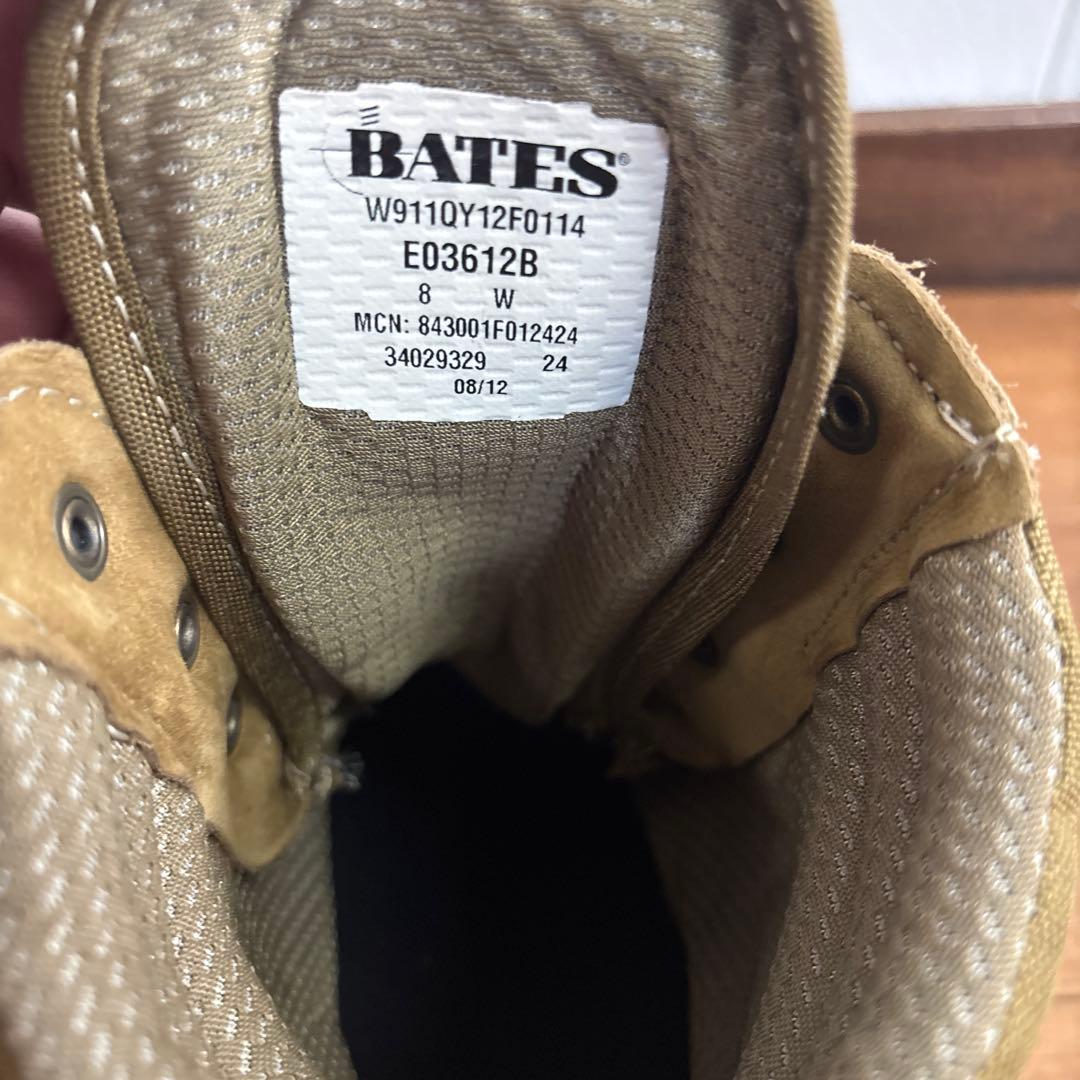 BATES®
W911QY12F0114
E03612B
8 W
MCN: 843001F012424
34029329 24
08/12